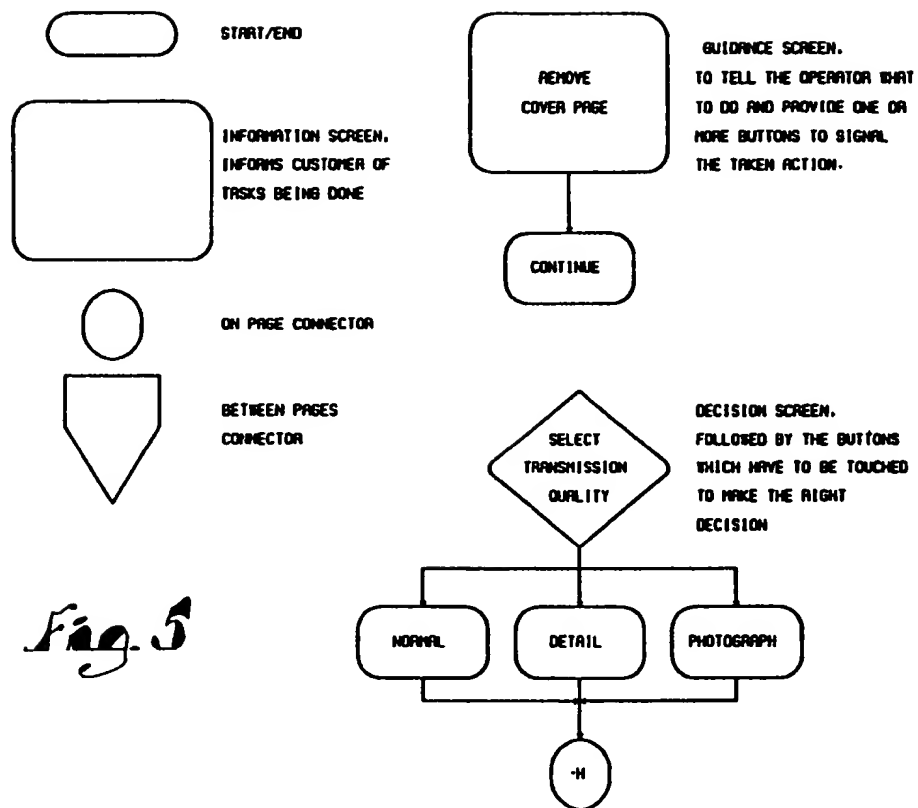 START/END
INFORMATION SCREEN.
INFORMS CUSTOMER OF
TASKS BEING DONE
ON PAGE CONNECTOR
BETWEEN PAGES
CONNECTOR
REMOVE
COVER PAGE
CONTINUE
GUIDANCE SCREEN.
TO TELL THE OPERATOR WHAT
TO DO AND PROVIDE ONE OR
MORE BUTTONS TO SIGNAL
THE TAKEN ACTION.
SELECT
TRANSMISSION
QUALITY
DECISION SCREEN.
FOLLOWED BY THE BUTTONS
WHICH HAVE TO BE TOUCHED
TO MAKE THE RIGHT
DECISION
NORMAL
DETAIL
PHOTOGRAPH
-H
Fig. 5